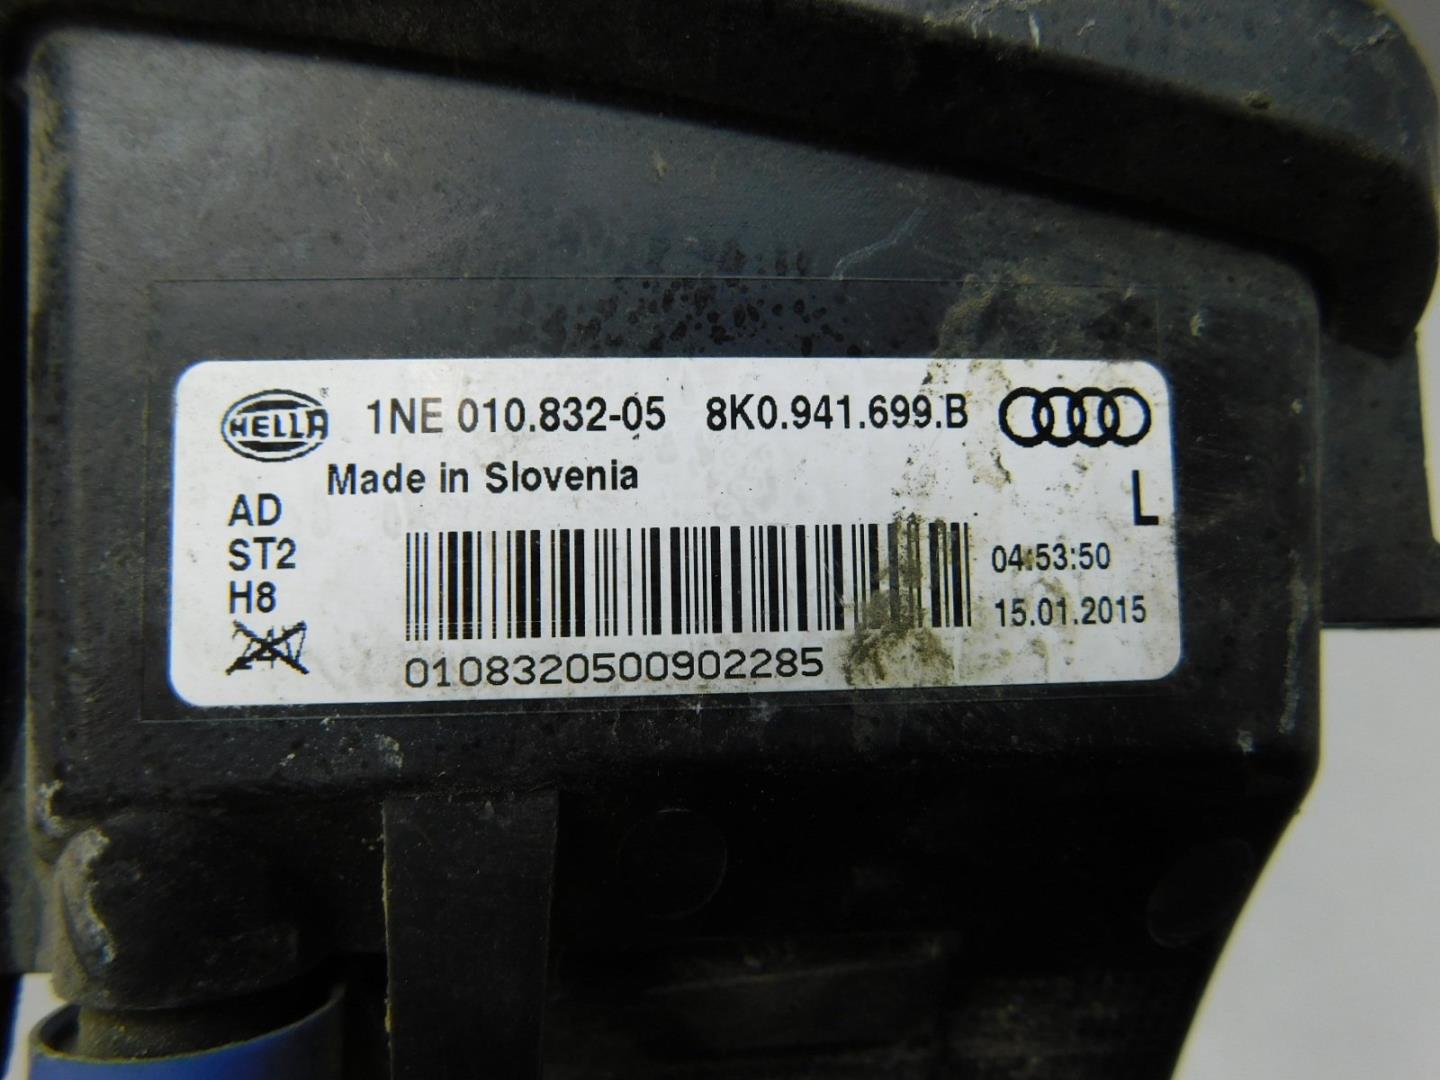 HELLA 1NE 010.832-05 8K0.941.699.B
Made in Slovenia
L
AD
ST2
H8
04:53:50
15.01.2015
0108320500902285